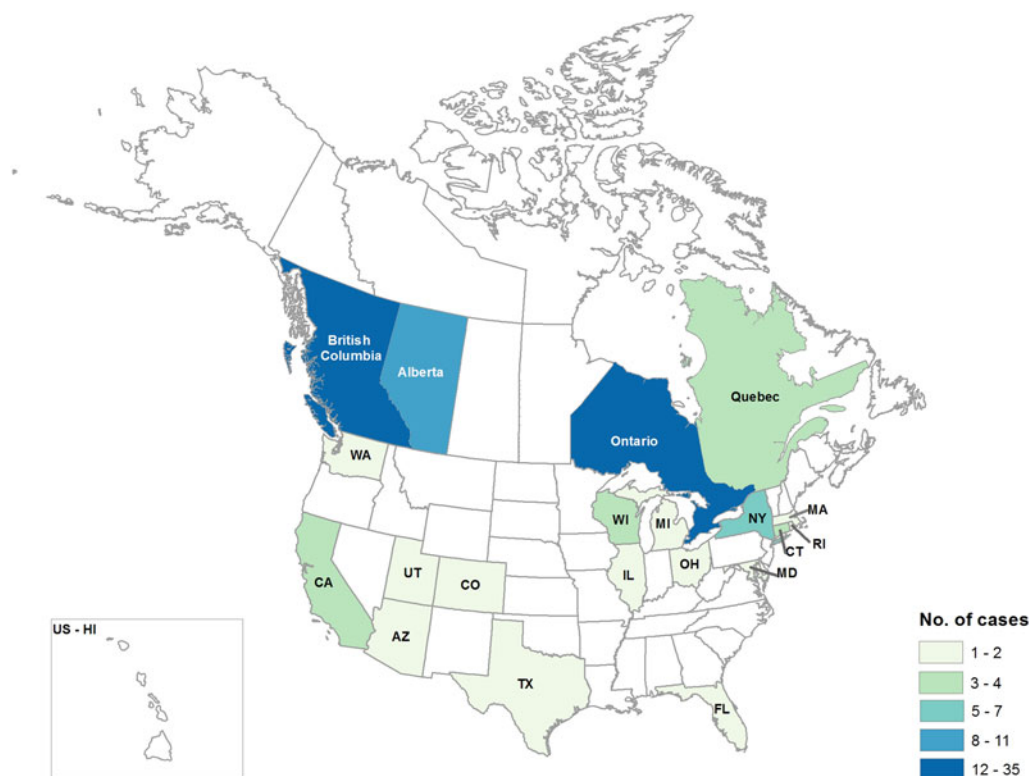 British
Columbia
Alberta
Quebec
Ontario
WA
MA
WI
NY
MI
RI
CT
OH
MD
IL
UT
CO
CA
AZ
TX
FL
US - HI
No. of cases
1 - 2
3 - 4
5 - 7
8 - 11
12 - 35